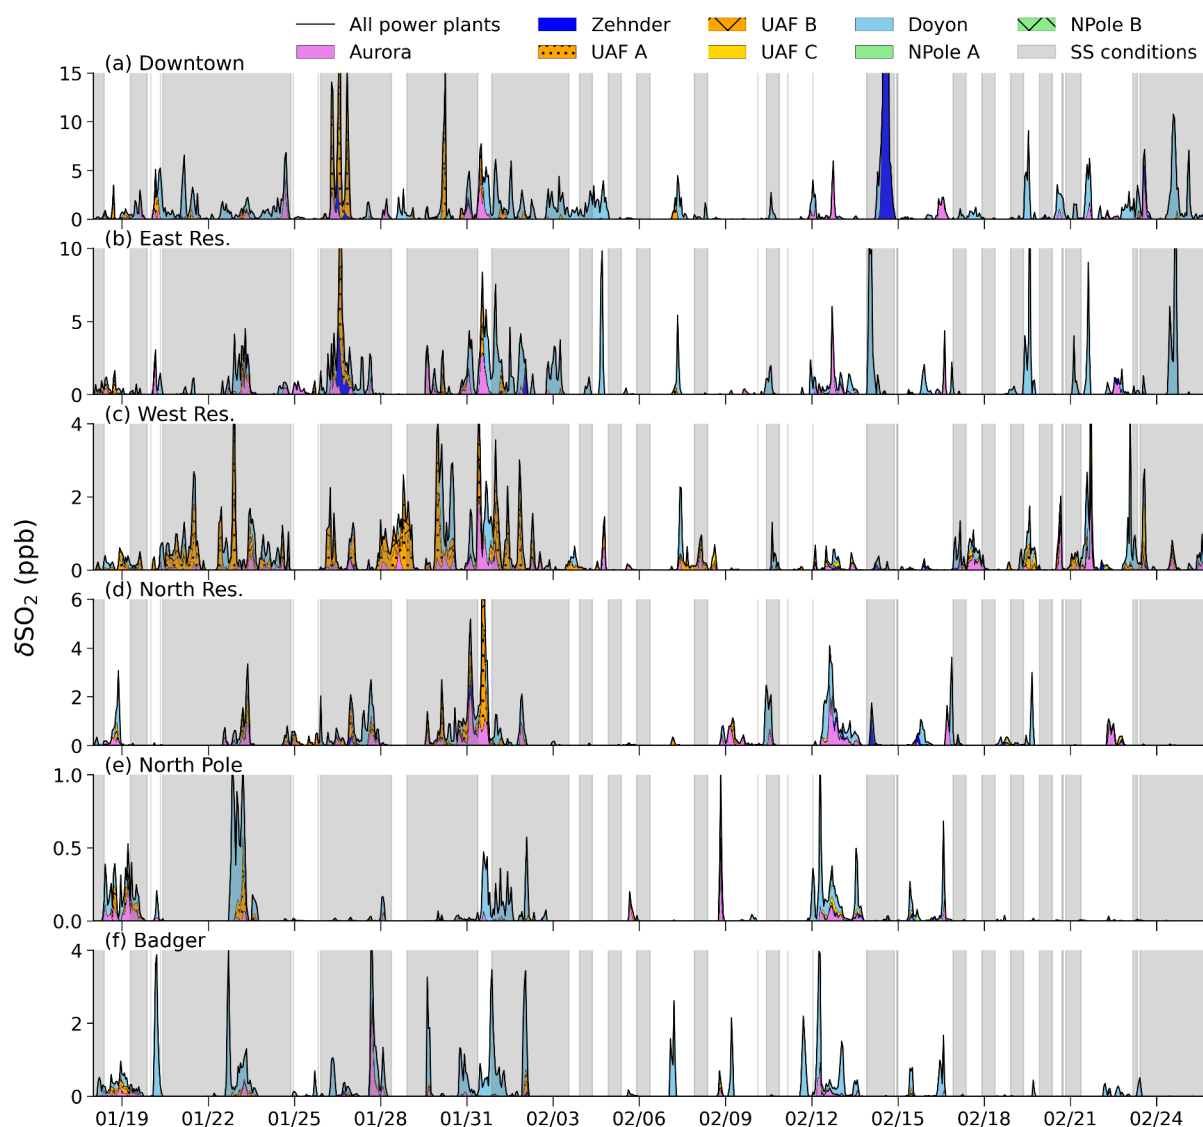 All power plants Zehnder UAF B Doyon NPole B
Aurora UAF A UAF C NPole A SS conditions
(a) Downtown
15
10
5
0
(b) East Res.
10
5
0
(c) West Res.
4
2
0
(d) North Res.
6
4
2
0
(e) North Pole
1.0
0.5
0.0
(f) Badger
4
2
0
δSO₂ (ppb)
01/19 01/22 01/25 01/28 01/31 02/03 02/06 02/09 02/12 02/15 02/18 02/21 02/24